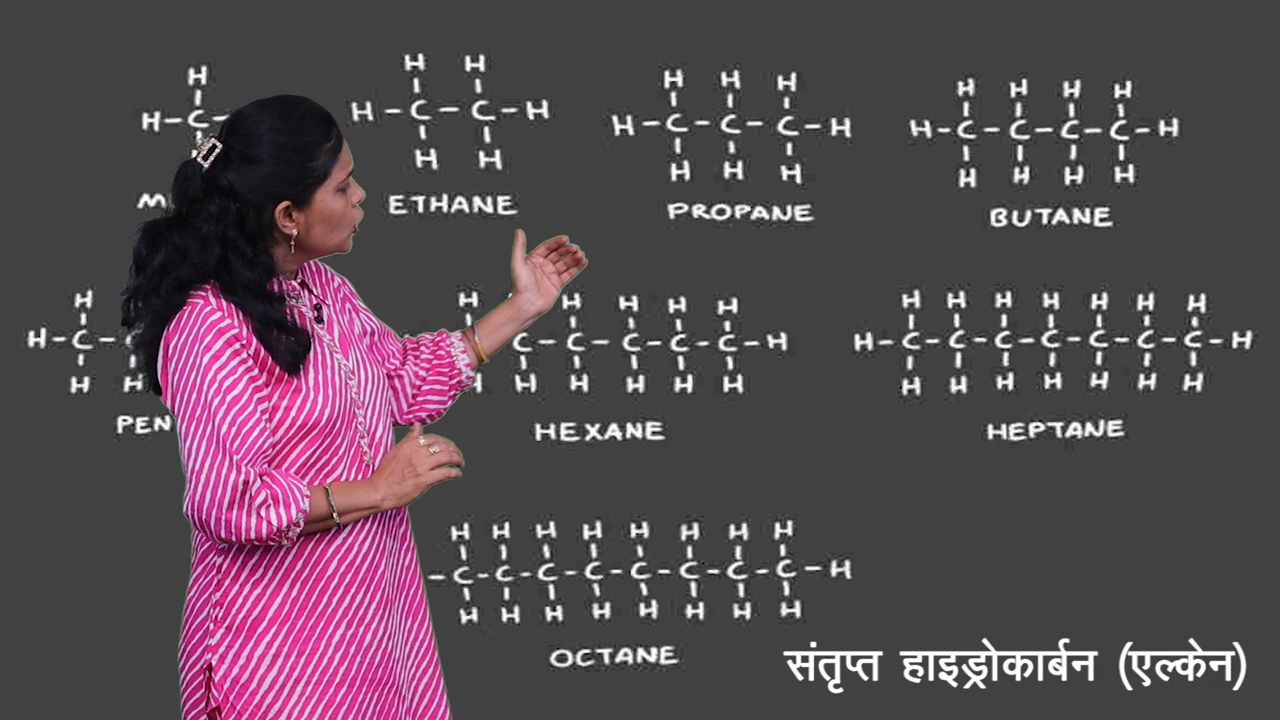 H
H-C-
H H
H-C-C-H
H H
ETHANE
H H H
H-C-C-C-H
H H H
PROPANE
H H H H
H-C-C-C-C-H
H H H H
BUTANE
H
H-C-
H H
PEN
H H H H H
C-C-C-C-C-H
H H H H H H
HEXANE
H H H H H H H
H-C-C-C-C-C-C-C-H
H H H H H H H
HEPTANE
H H H H H H H H
-C-C-C-C-C-C-C-C-H
H H H H H H H H
OCTANE
संतृप्त हाइड्रोकार्बन (एल्केन)